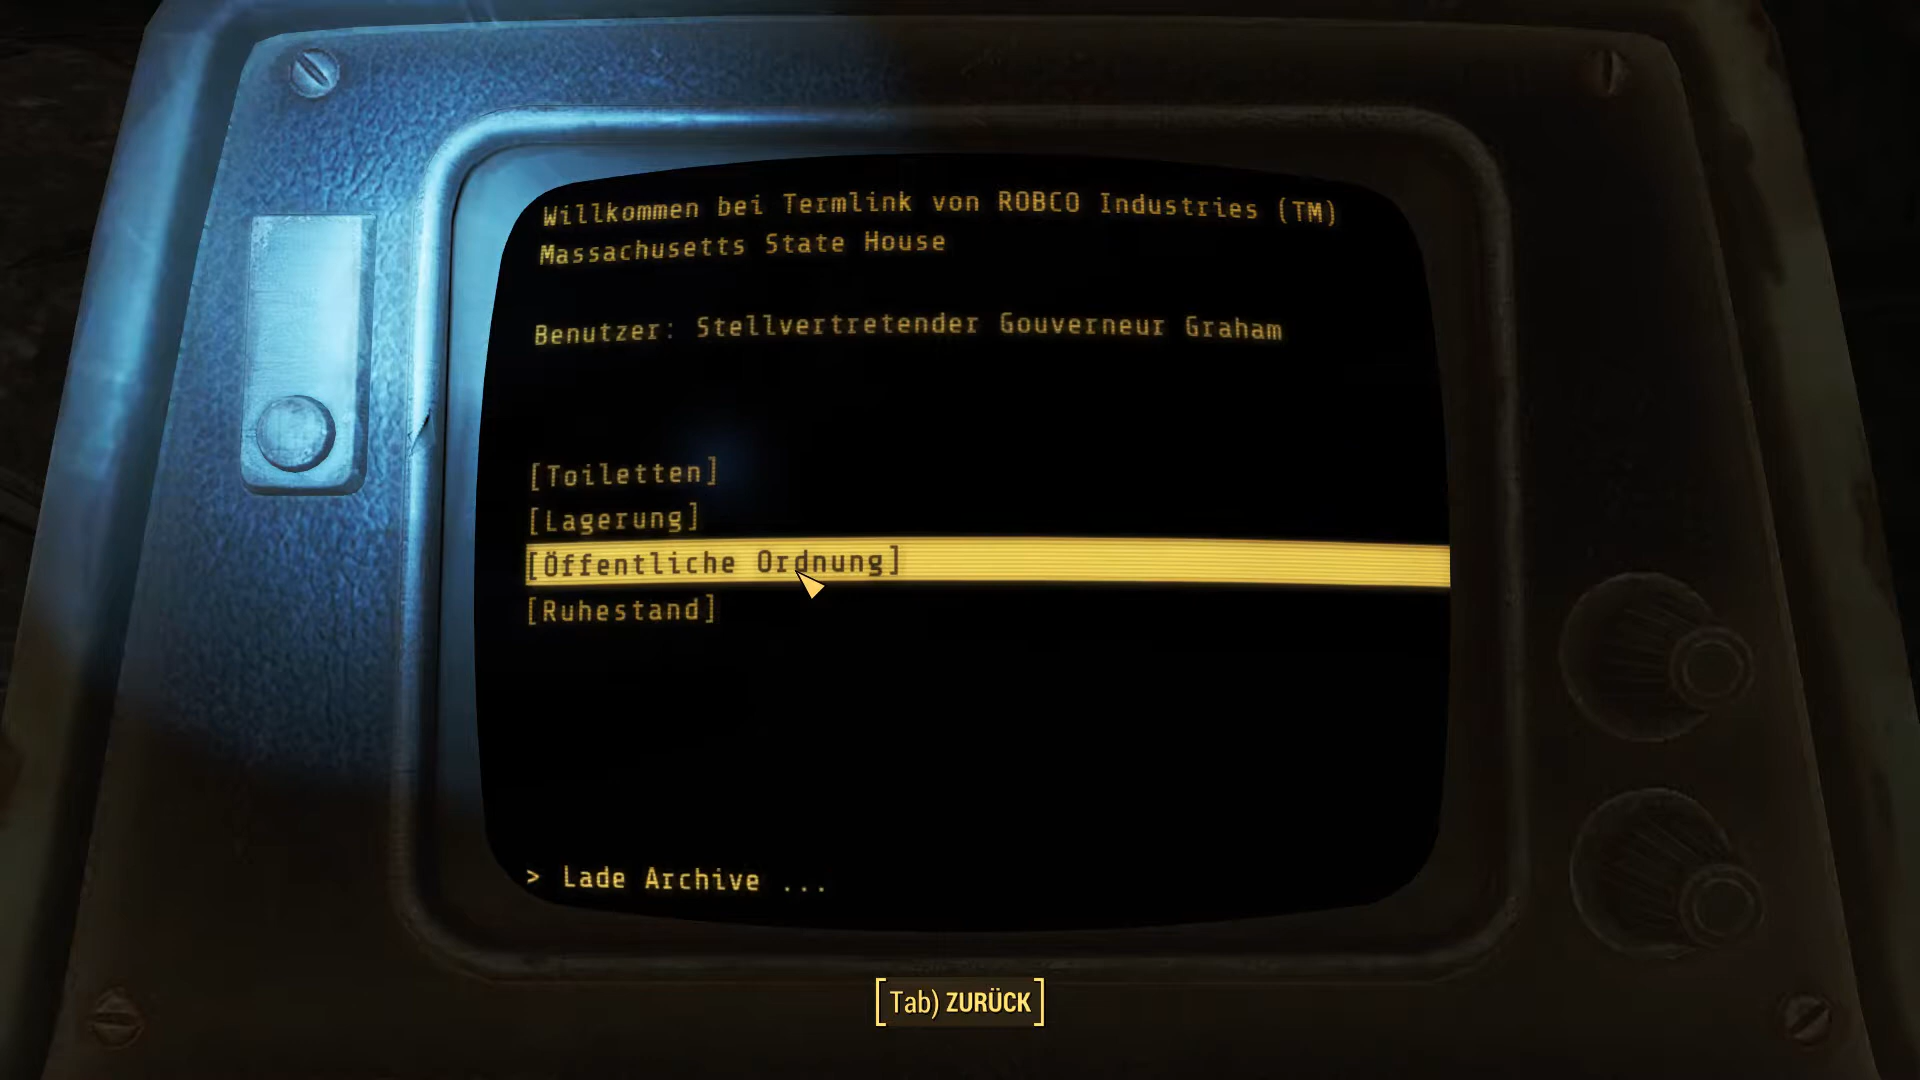 Willkommen bei Termlink von ROBCO Industries (TM)
Massachusetts State House
Benutzer: Stellvertretender Gouverneur Graham
[Toiletten]
[Lagerung]
[Öffentliche Ordnung]
[Ruhestand]
> Lade Archive ...
[Tab) ZURÜCK]